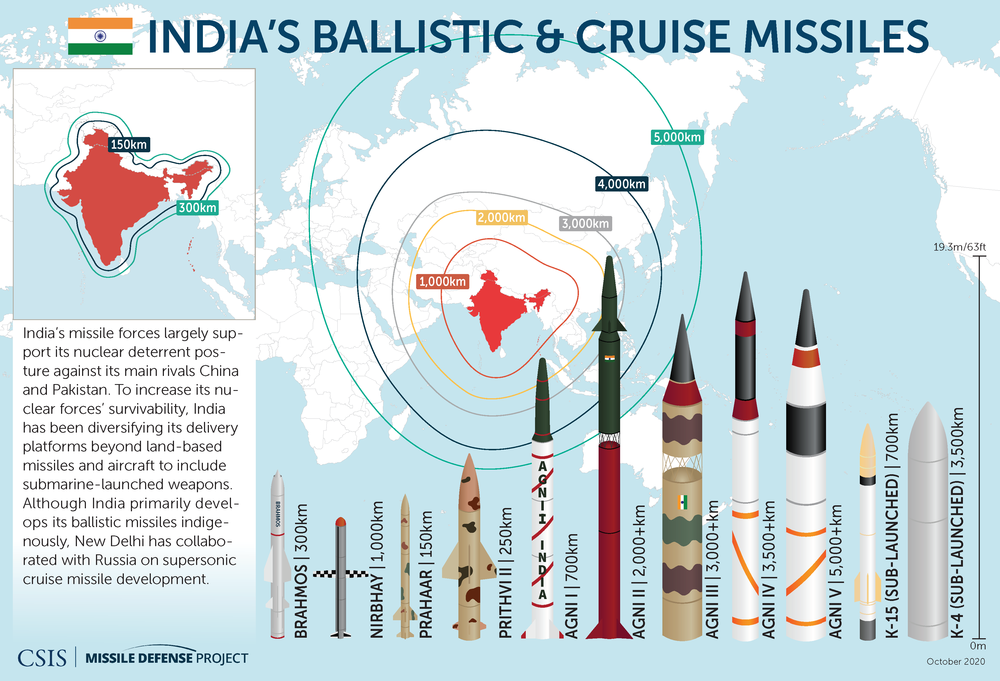 INDIA’S BALLISTIC & CRUISE MISSILES
150km
300km
5,000km
4,000km
2,000km
3,000km
1,000km
19.3m/63ft
India’s missile forces largely sup-
port its nuclear deterrent pos-
ture against its main rivals China
and Pakistan. To increase its nu-
clear forces’ survivability, India
has been diversifying its delivery
platforms beyond land-based
missiles and aircraft to include
submarine-launched weapons.
Although India primarily devel-
ops its ballistic missiles indige-
nously, New Delhi has collabo-
rated with Russia on supersonic
cruise missile development.
BRAHMOS
BRAHMOS | 300km
NIRBHAY | 1,000km
PRAHAAR | 150km
PRITHVI II | 250km
AGNI I INDIA
AGNI I | 700km
AGNI II | 2,000+km
AGNI III | 3,000+km
AGNI IV | 3,500+km
AGNI V | 5,000+km
K-15 (SUB-LAUNCHED) | 700km
K-4 (SUB-LAUNCHED) | 3,500km
0m
CSIS | MISSILE DEFENSE PROJECT
October 2020